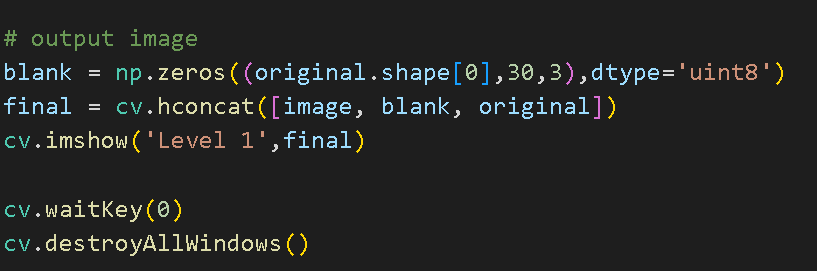 # output image
blank = np.zeros((original.shape[0],30,3),dtype='uint8')
final = cv.hconcat([image, blank, original])
cv.imshow('Level 1',final)
cv.waitKey(0)
cv.destroyAllWindows()